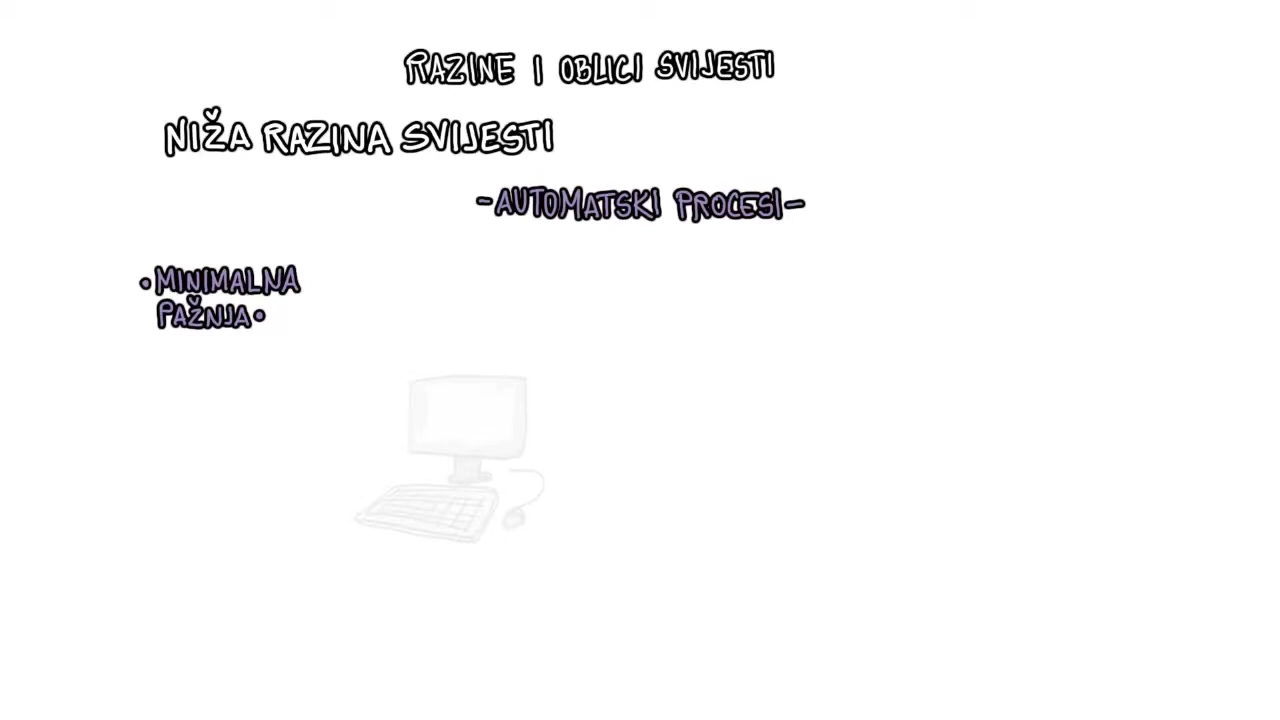 RAZINE I OBLICI SVIJESTI
NIŽA RAZINA SVIJESTI
-AUTOMATSKI PROCESI-
•MINIMALNA
PAŽNJA•